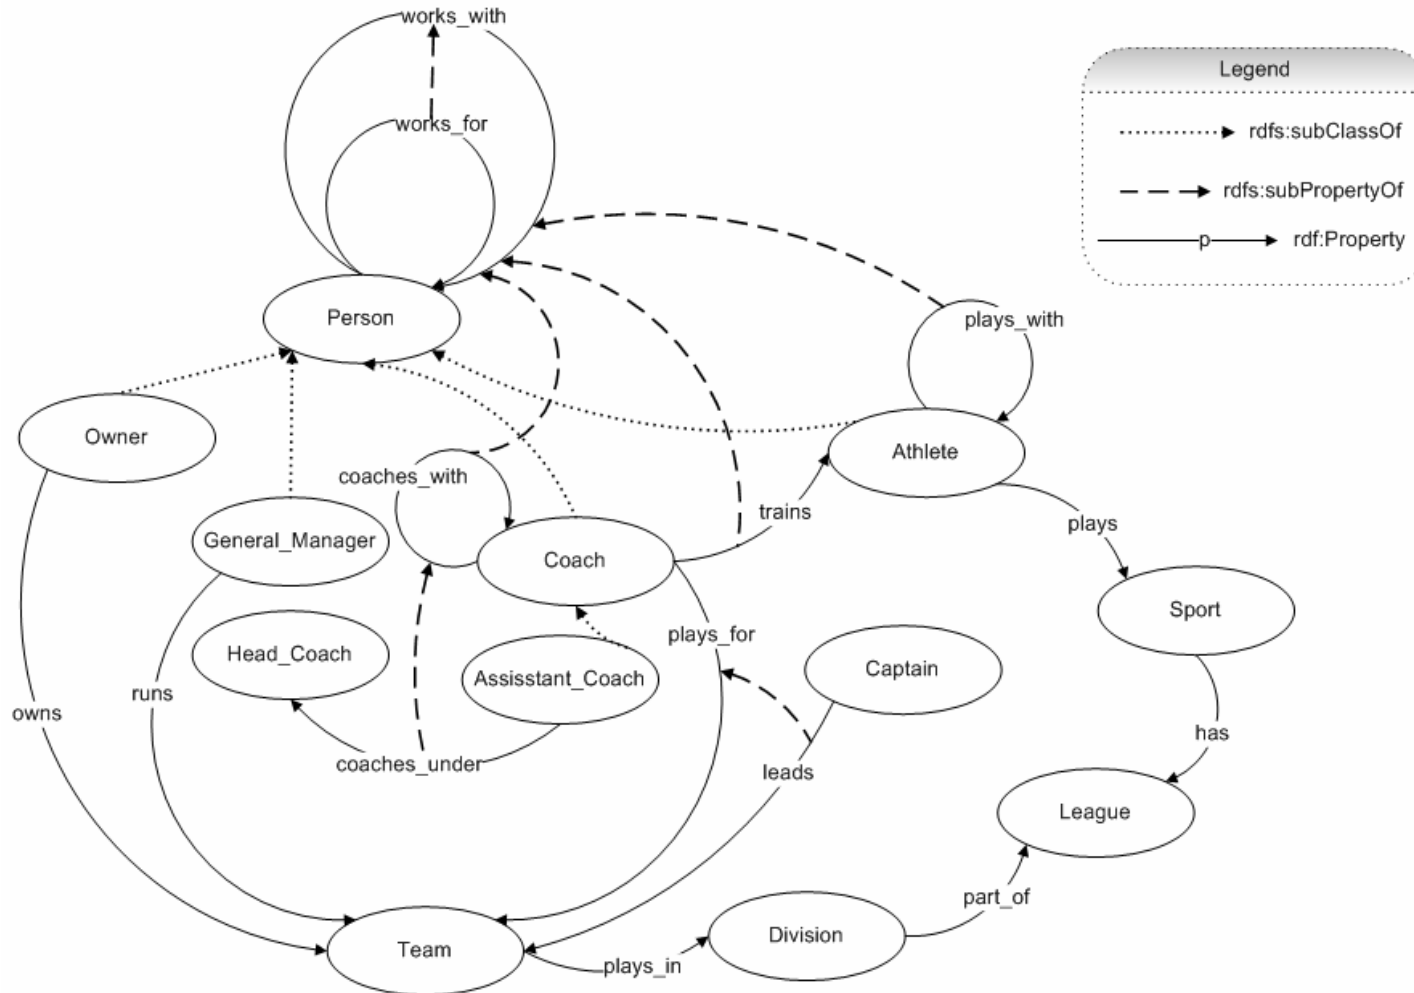 works_with
Legend
works_for
rdfs:subClassOf
rdfs:subPropertyOf
p
rdf:Property
Person
plays_with
Owner
Athlete
coaches_with
trains
plays
General_Manager
Coach
Sport
plays_for
Head_Coach
Captain
Assisstant_Coach
runs
owns
has
coaches_under
leads
League
part_of
Division
Team
plays_in